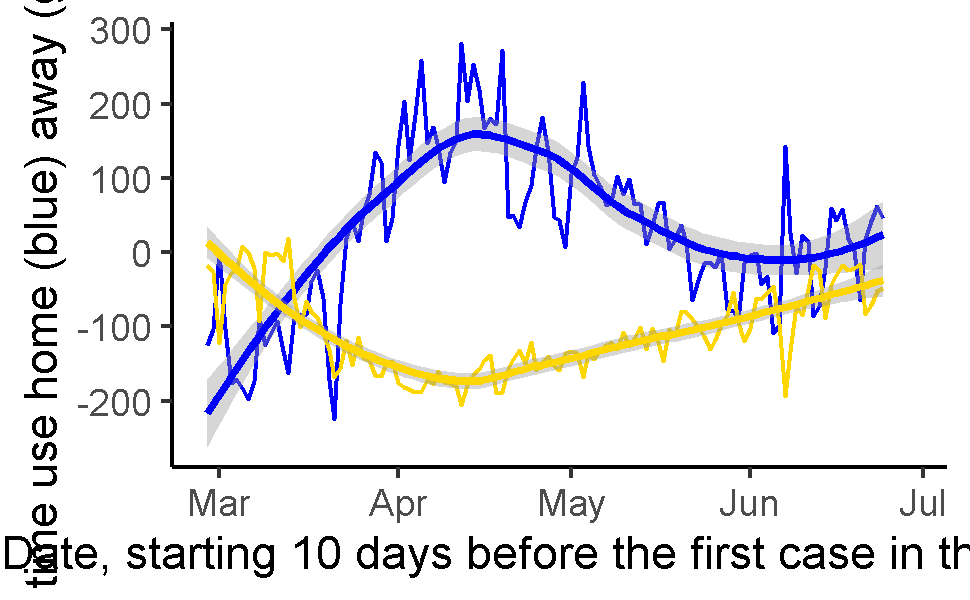 time use home (blue) away (
300
200
100
0
-100
-200
Mar Apr May Jun Jul
Date, starting 10 days before the first case in th